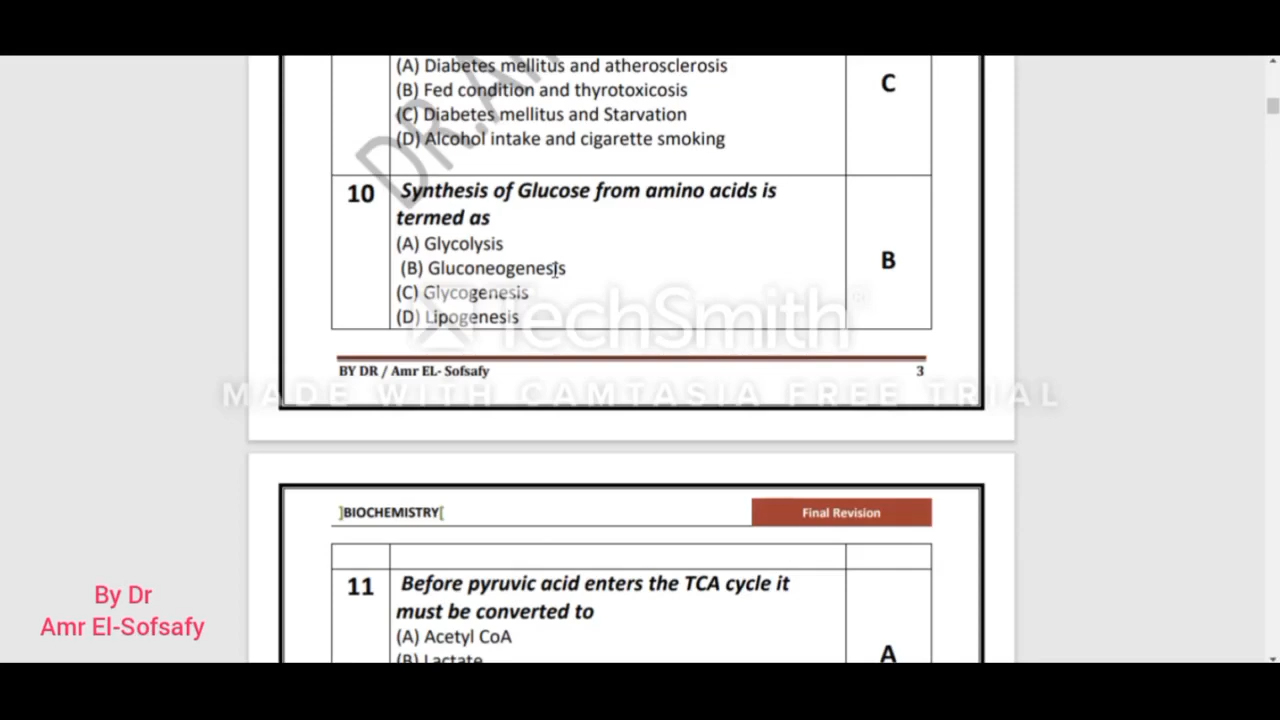 (A) Diabetes mellitus and atherosclerosis
(B) Fed condition and thyrotoxicosis
(C) Diabetes mellitus and Starvation
(D) Alcohol intake and cigarette smoking
C
10
Synthesis of Glucose from amino acids is
termed as
(A) Glycolysis
(B) Gluconeogenesis
(C) Glycogenesis
(D) Lipogenesis
B
TechSmith®
BY DR / Amr EL- Sofsafy
3
MADE WITH CAMTASIA FREE TRIAL
]BIOCHEMISTRY[
Final Revision
11
Before pyruvic acid enters the TCA cycle it
must be converted to
(A) Acetyl CoA
(B) Lactate
A
By Dr
Amr El-Sofsafy